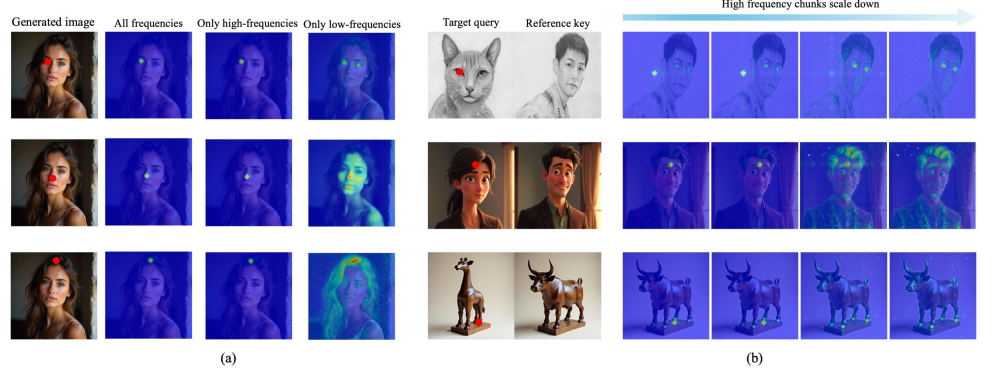 High frequency chunks scale down
Generated image All frequencies Only high-frequencies Only low-frequencies Target query Reference key
(a) (b)